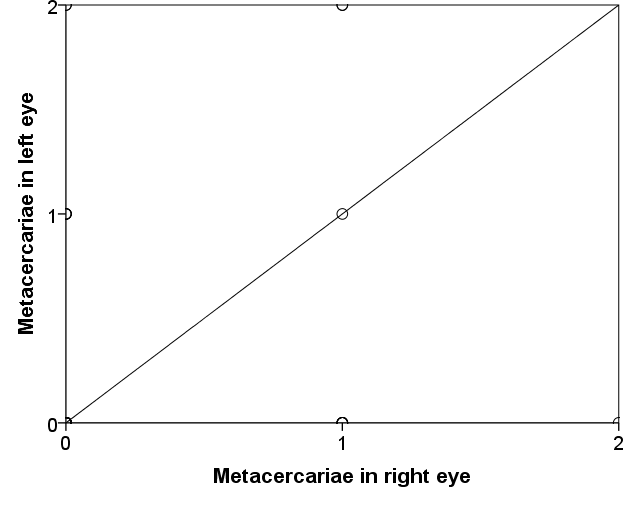 2
1
0
Metacercariae in left eye
0 1 2
Metacercariae in right eye